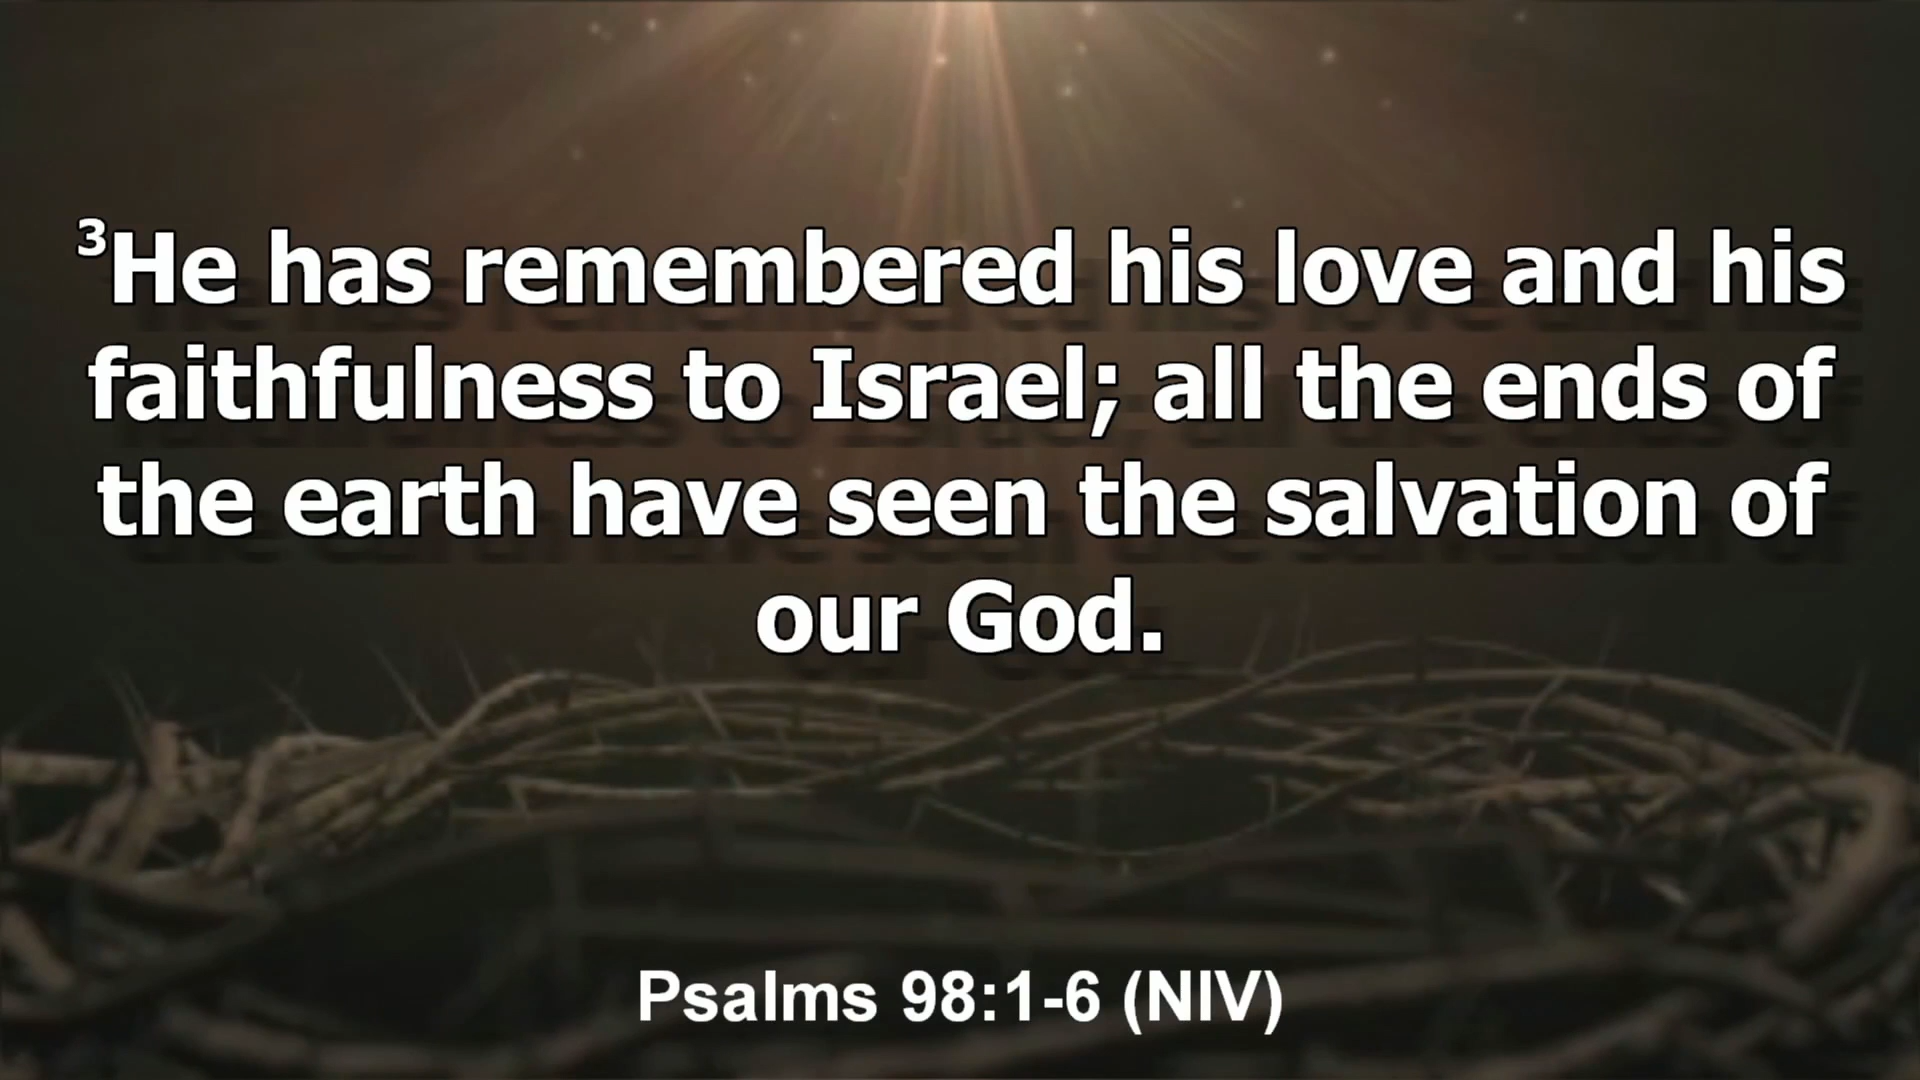 ³He has remembered his love and his
faithfulness to Israel; all the ends of
the earth have seen the salvation of
our God.
Psalms 98:1-6 (NIV)